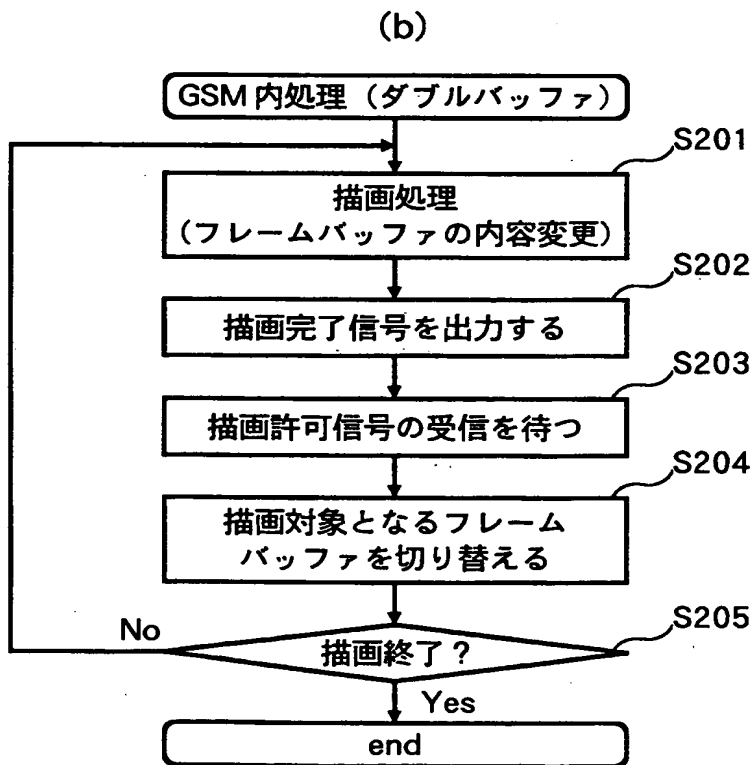 (b)
GSM 内処理(ダブルバッファ)
S201
描画処理
(フレームバッファの内容変更)
S202
描画完了信号を出力する
S203
描画許可信号の受信を待つ
S204
描画対象となるフレーム
バッファを切り替える
S205
No
描画終了?
Yes
end